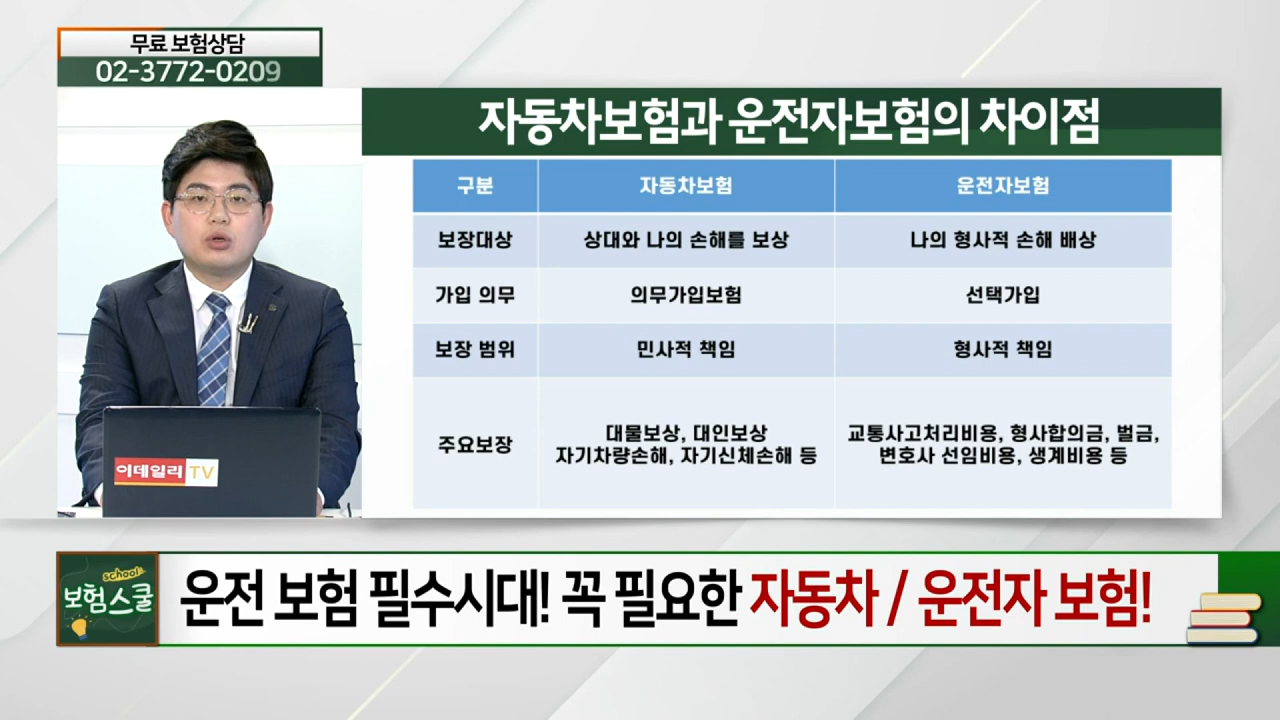 무료 보험상담
02-3772-0209
자동차보험과 운전자보험의 차이점
구분 자동차보험 운전자보험
보장대상 상대와 나의 손해를 보상 나의 형사적 손해 배상
가입 의무 의무가입보험 선택가입
보장 범위 민사적 책임 형사적 책임
주요보장 대물보상, 대인보상
자기차량손해, 자기신체손해 등
교통사고처리비용, 형사합의금, 벌금,
변호사 선임비용, 생계비용 등
이데일리 TV
school
보험스쿨
운전 보험 필수시대! 꼭 필요한 자동차 / 운전자 보험!